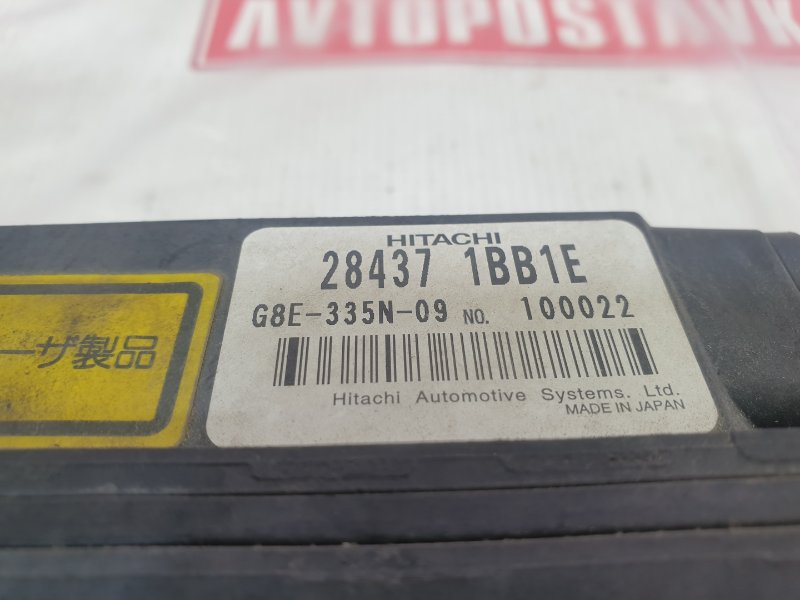 AVTOPOSTAVK
HITACHI
28437 1BB1E
G8E-335N-09 NO. 100022
ーザ製品
Hitachi Automotive Systems. Ltd.
MADE IN JAPAN